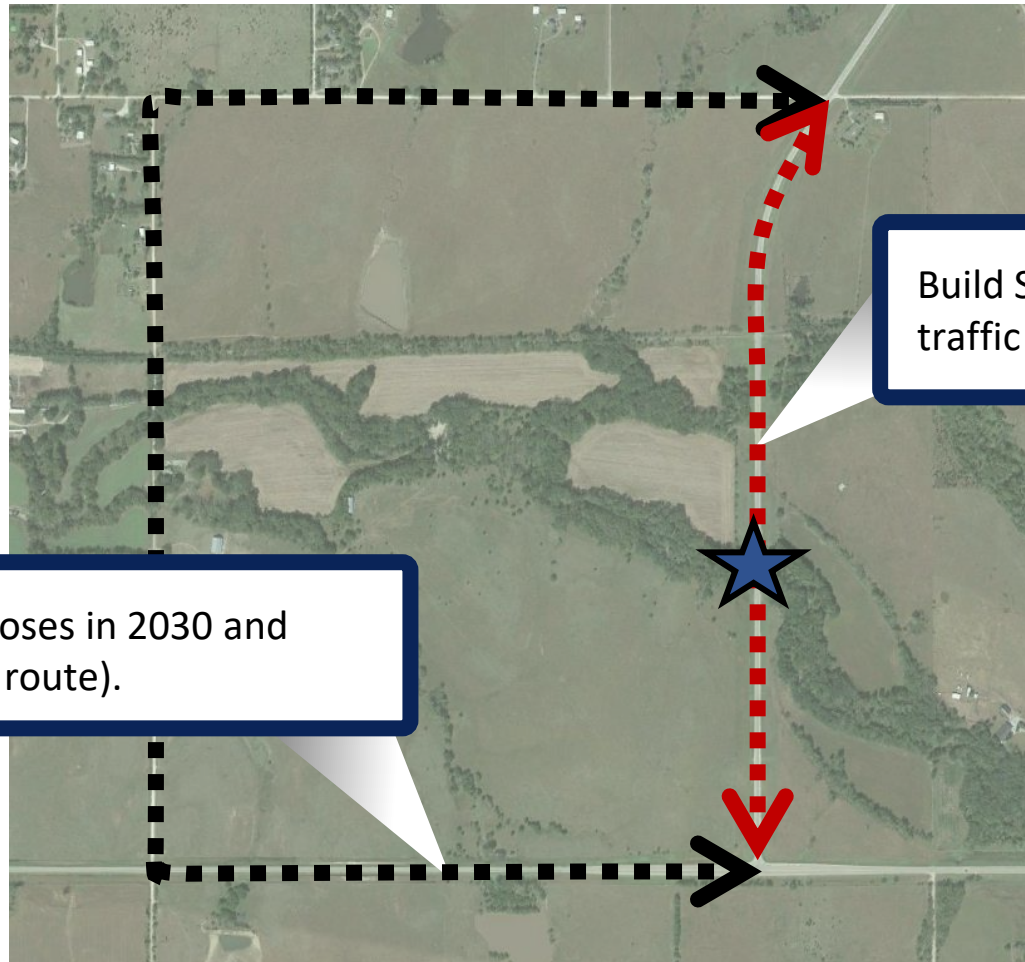 Build S
traffic
oses in 2030 and
route).